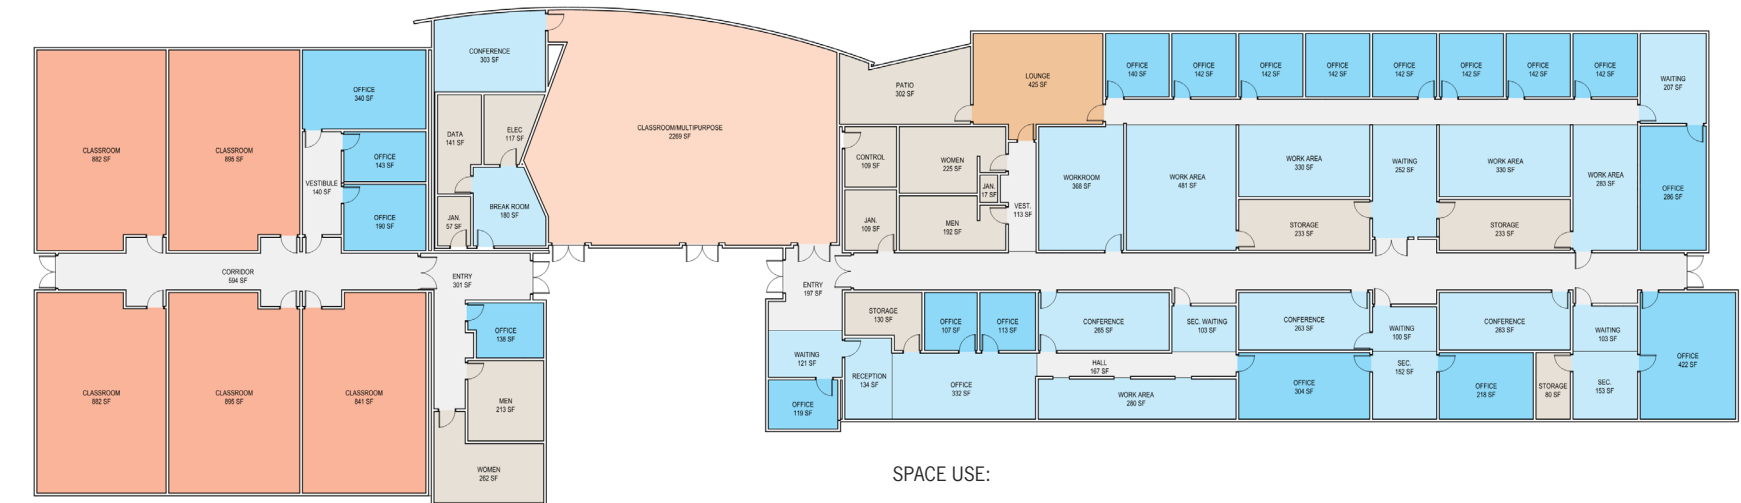 CONFERENCE
303 SF
CLASSROOM/MULTIPURPOSE
2269 SF
PATIO
302 SF
LOUNGE
425 SF
OFFICE
140 SF
OFFICE
142 SF
OFFICE
142 SF
OFFICE
142 SF
OFFICE
142 SF
OFFICE
142 SF
OFFICE
142 SF
OFFICE
142 SF
WAITING
207 SF
CLASSROOM
882 SF
CLASSROOM
895 SF
OFFICE
340 SF
VESTIBULE
140 SF
OFFICE
143 SF
OFFICE
190 SF
DATA
141 SF
ELEC
117 SF
JAN.
57 SF
BREAK ROOM
180 SF
CONTROL
109 SF
JAN.
109 SF
WOMEN
225 SF
MEN
192 SF
JAN.
17 SF
VEST.
113 SF
WORKROOM
368 SF
WORK AREA
481 SF
WORK AREA
330 SF
STORAGE
233 SF
WAITING
252 SF
WORK AREA
330 SF
STORAGE
233 SF
WORK AREA
283 SF
OFFICE
286 SF
CORRIDOR
594 SF
ENTRY
301 SF
ENTRY
197 SF
CLASSROOM
882 SF
CLASSROOM
895 SF
CLASSROOM
841 SF
OFFICE
138 SF
MEN
213 SF
WOMEN
262 SF
WAITING
121 SF
OFFICE
119 SF
STORAGE
130 SF
RECEPTION
134 SF
OFFICE
107 SF
OFFICE
113 SF
OFFICE
332 SF
CONFERENCE
265 SF
SEC. WAITING
103 SF
HALL
167 SF
WORK AREA
280 SF
CONFERENCE
263 SF
OFFICE
304 SF
WAITING
100 SF
SEC.
152 SF
CONFERENCE
263 SF
OFFICE
218 SF
STORAGE
80 SF
WAITING
103 SF
SEC.
153 SF
OFFICE
422 SF
SPACE USE: